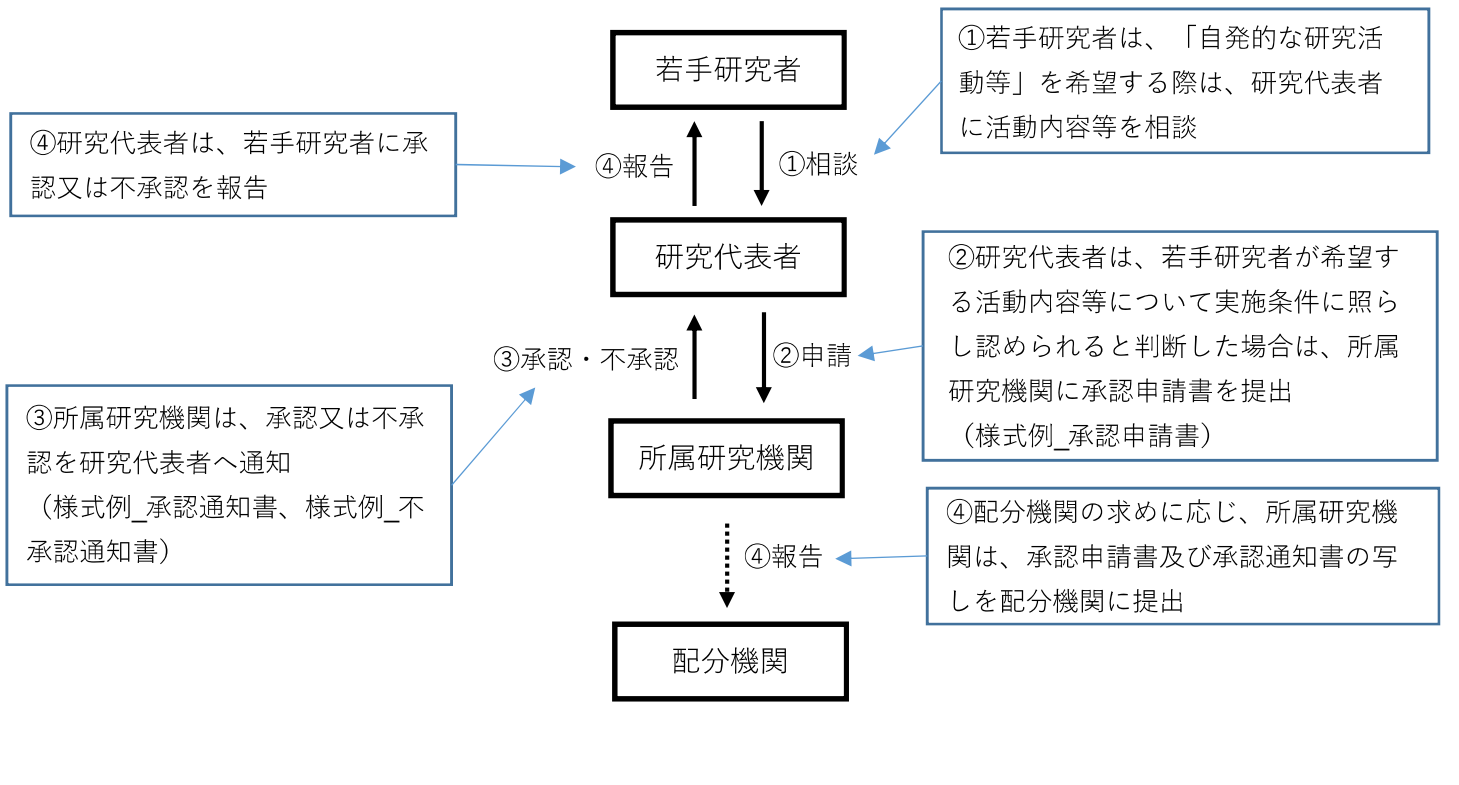 若手研究者
①若手研究者は、「自発的な研究活
動等」を希望する際は、研究代表者
に活動内容等を相談
④研究代表者は、若手研究者に承
認又は不承認を報告
④報告
①相談
研究代表者
②研究代表者は、若手研究者が希望す
る活動内容等について実施条件に照ら
し認められると判断した場合は、所属
研究機関に承認申請書を提出
（様式例_承認申請書）
③承認・不承認
②申請
③所属研究機関は、承認又は不承
認を研究代表者へ通知
（様式例_承認通知書、様式例_不
承認通知書）
所属研究機関
④配分機関の求めに応じ、所属研究機
関は、承認申請書及び承認通知書の写
しを配分機関に提出
④報告
配分機関